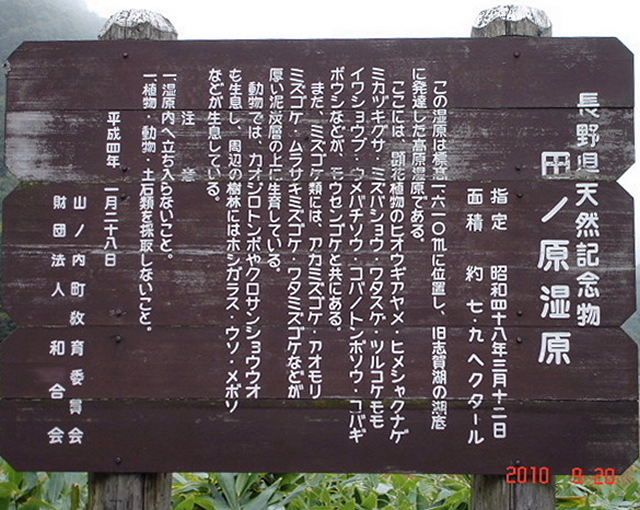 長野県天然記念物
田ノ原湿原
指定　昭和四十八年三月十二日
面積　約七・九ヘクタール
この湿原は標高一六一〇mに位置し、旧志賀湖の湖底
に発達した高原湿原である。
ここには、顕花植物のヒオウギアヤメ・ヒメシャクナゲ
ミカヅキグサ・ミズバショウ・ワタスゲ・ツルコケモモ
イワショウブ・ウメバチソウ・コバノトンボソウ・コバギ
ボウシなどが、モウセンゴケと共にある。
また、ミズゴケ類には、アカミズゴケ・アオモリ
ミズゴケ・ムラサキミズゴケ・ワタミズゴケなどが
厚い泥炭層の上に生育している。
動物では、カオジロトンボやクロサンショウウオ
も生息し、周辺の樹林にはホシガラス・ウソ・メボソ
などが生息している。
注　意
一湿原内へ立ち入らないこと。
一植物・動物・土石類を採取しないこと。
平成四年　一月二十八日
山ノ内町教育委員会
財団法人　和合会
2010 8 20